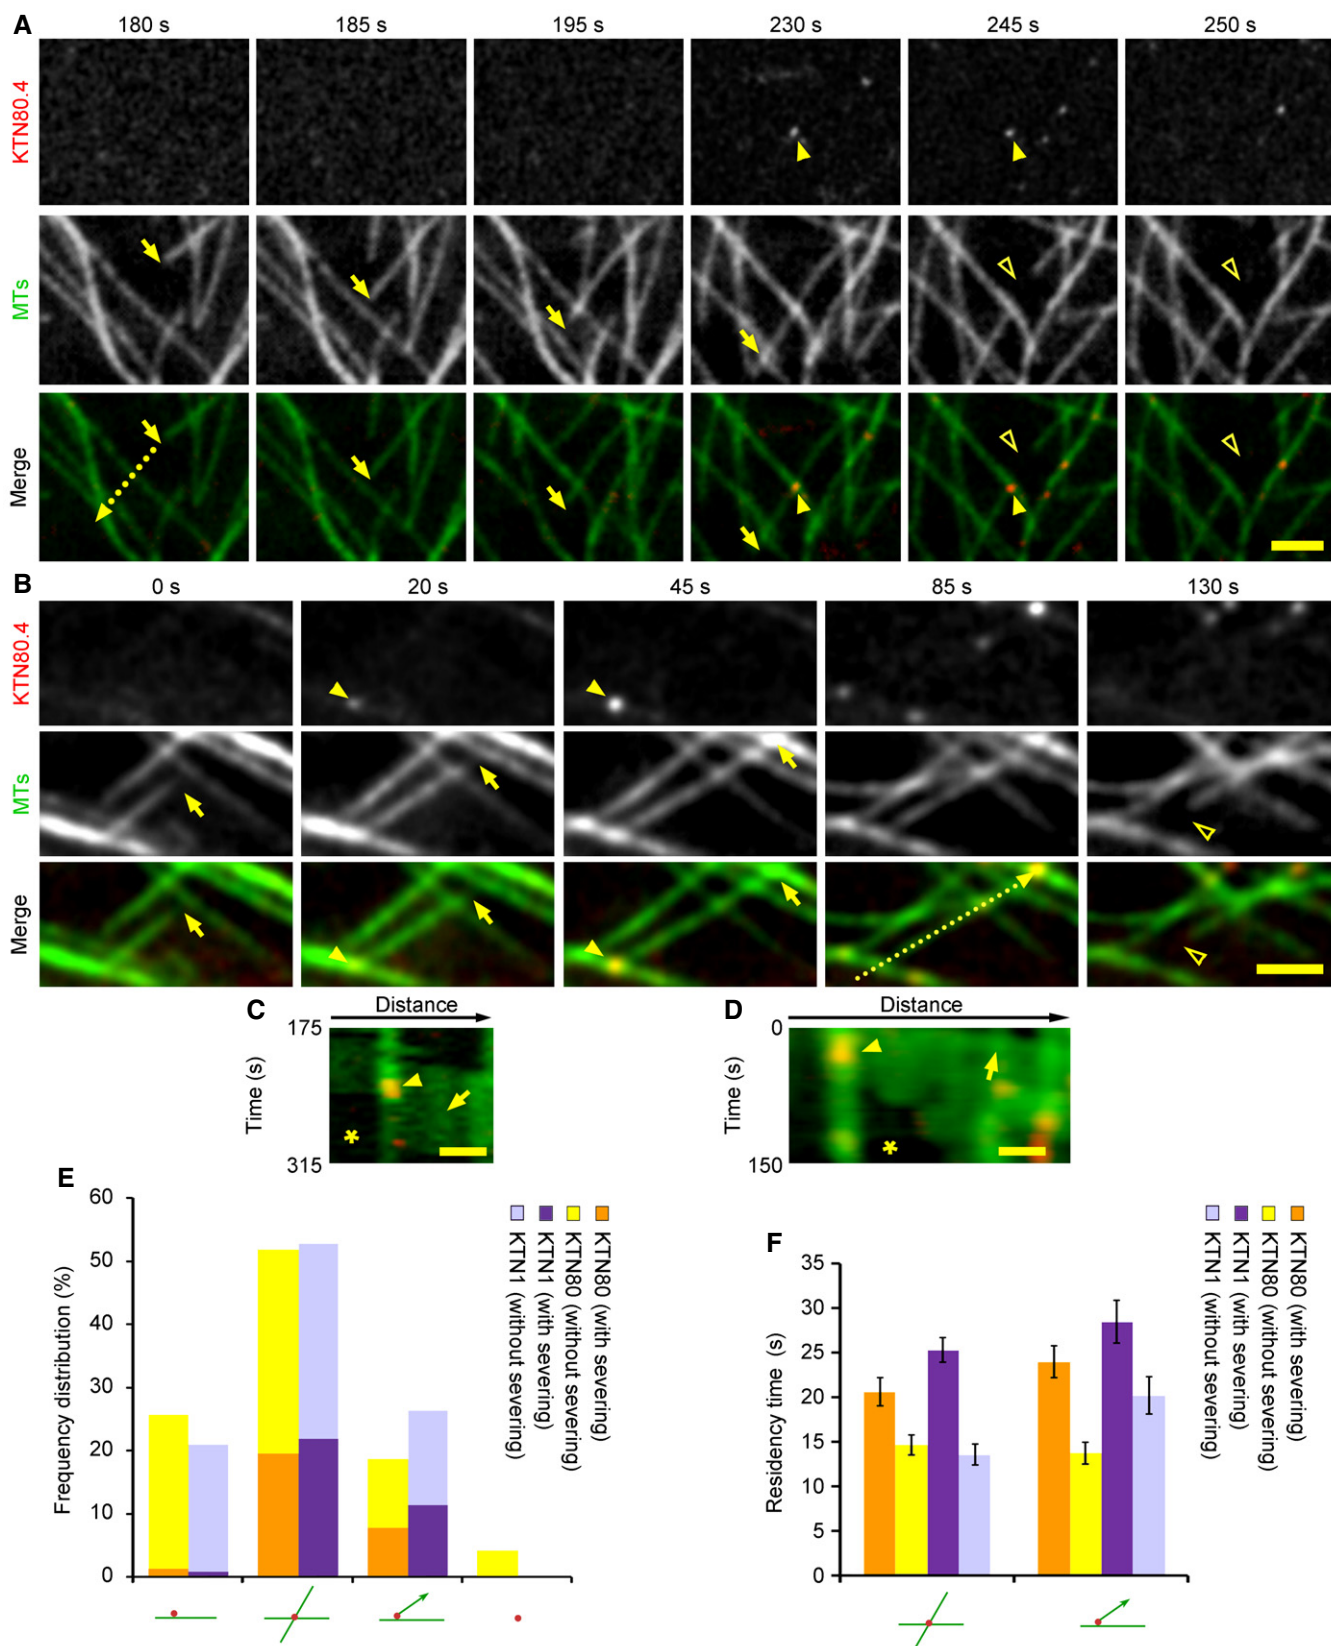 A
180 s 185 s 195 s 230 s 245 s 250 s
KTN80.4
MTs
Merge
B
0 s 20 s 45 s 85 s 130 s
KTN80.4
MTs
Merge
C
Distance
175
Time (s)
315
*
D
Distance
0
Time (s)
150
*
E
60
50
40
30
20
10
0
Frequency distribution (%)
KTN1 (without severing)
KTN1 (with severing)
KTN80 (without severing)
KTN80 (with severing)
F
35
30
25
20
15
10
5
0
Residency time (s)
KTN1 (without severing)
KTN1 (with severing)
KTN80 (without severing)
KTN80 (with severing)